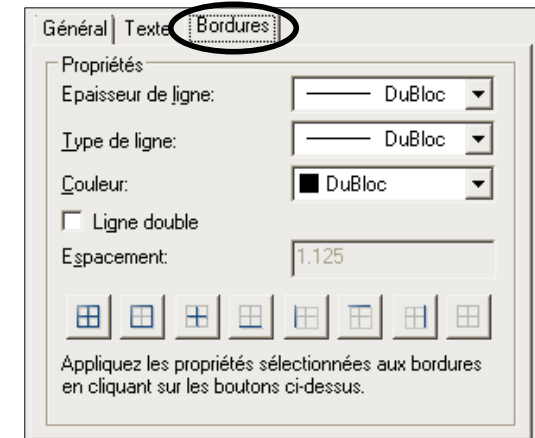 Général Texte Bordures
Propriétés
Epaisseur de ligne: DuBloc
Type de ligne: DuBloc
Couleur: DuBloc
Ligne double
Espacement: 1.125
Appliquez les propriétés sélectionnées aux bordures
en cliquant sur les boutons ci-dessus.